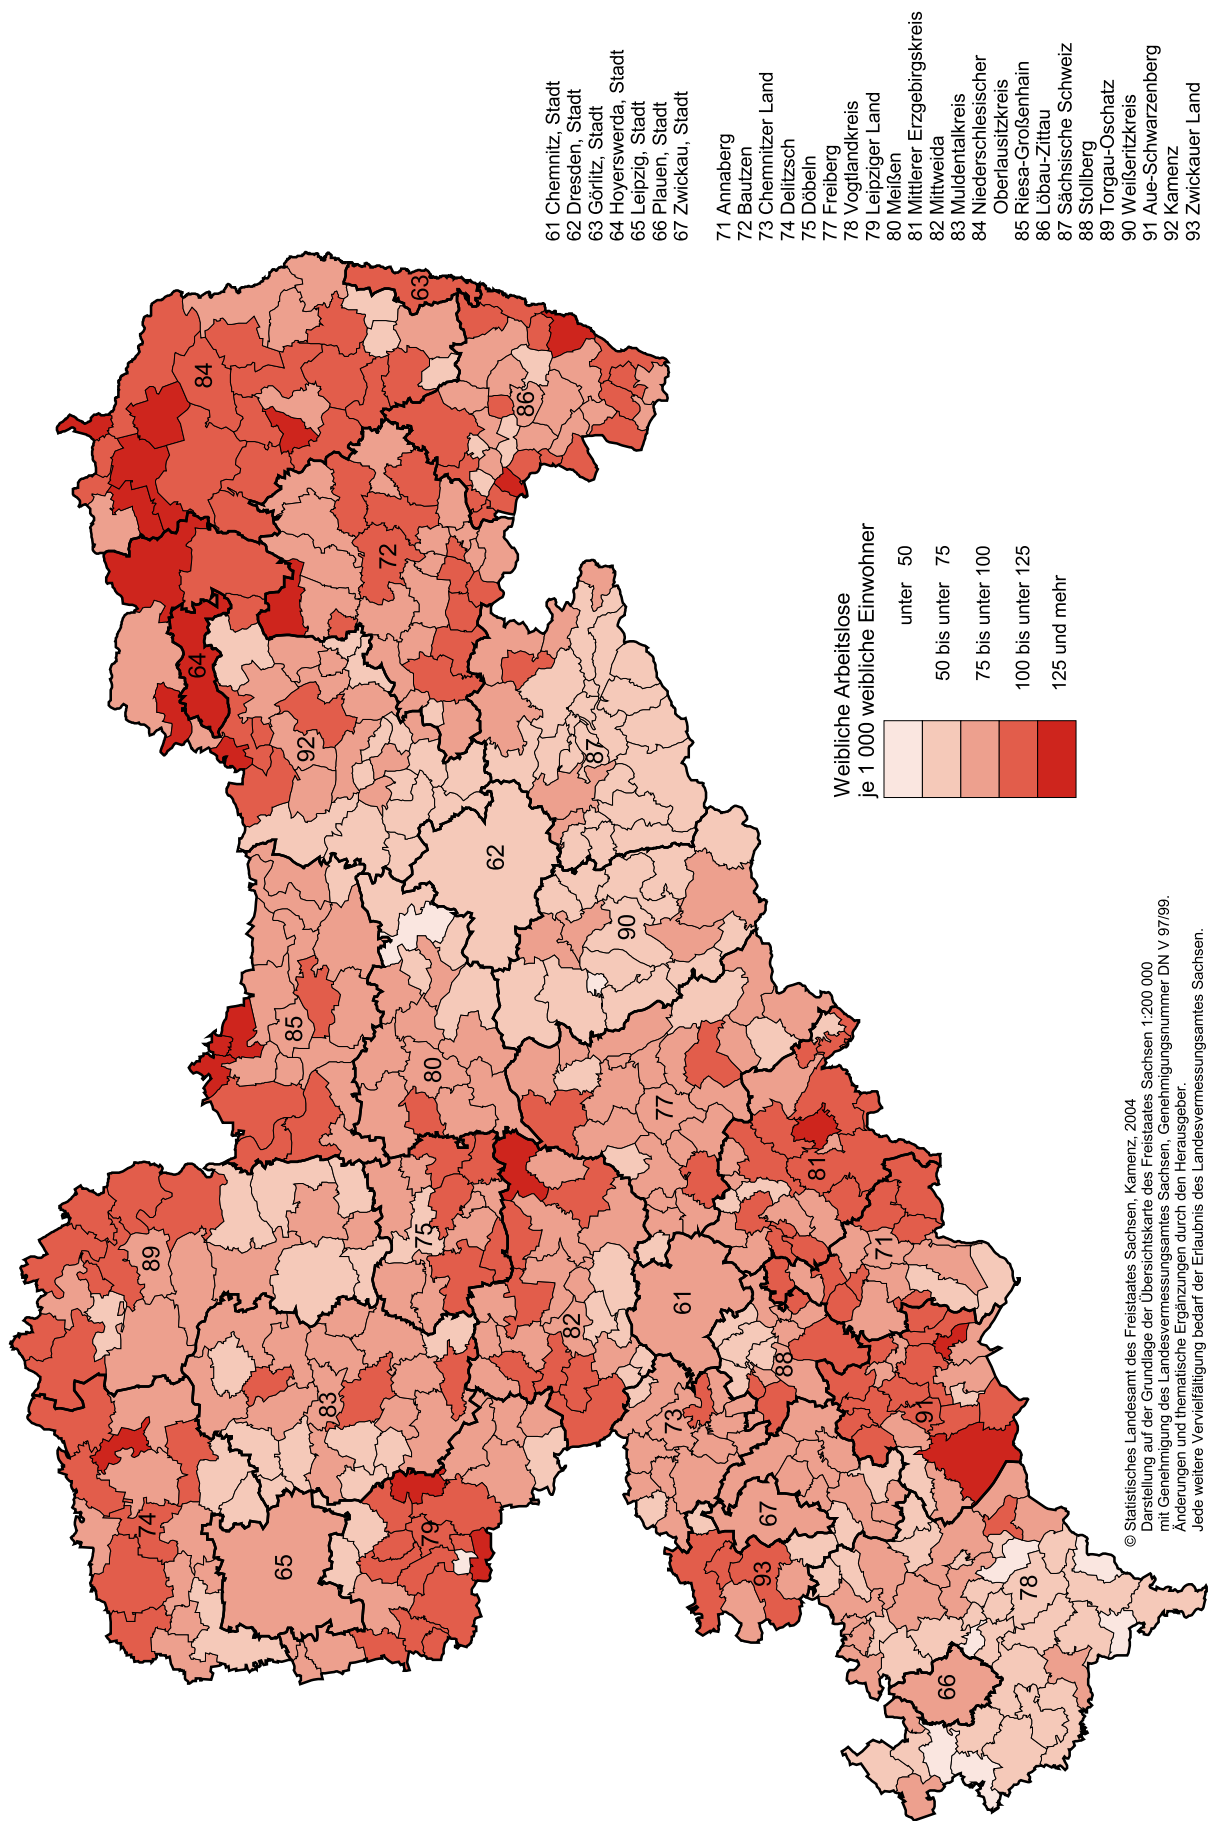 61 Chemnitz, Stadt
62 Dresden, Stadt
63 Görlitz, Stadt
64 Hoyerswerda, Stadt
65 Leipzig, Stadt
66 Plauen, Stadt
67 Zwickau, Stadt
71 Annaberg
72 Bautzen
73 Chemnitzer Land
74 Delitzsch
75 Döbeln
77 Freiberg
78 Vogtlandkreis
79 Leipziger Land
80 Meißen
81 Mittlerer Erzgebirgskreis
82 Mittweida
83 Muldentalkreis
84 Niederschlesischer
Oberlausitzkreis
85 Riesa-Großenhain
86 Löbau-Zittau
87 Sächsische Schweiz
88 Stollberg
89 Torgau-Oschatz
90 Weißeritzkreis
91 Aue-Schwarzenberg
92 Kamenz
93 Zwickauer Land
Weibliche Arbeitslose
je 1 000 weibliche Einwohner
unter 50
50 bis unter 75
75 bis unter 100
100 bis unter 125
125 und mehr
© Statistisches Landesamt des Freistaates Sachsen, Kamenz, 2004
Darstellung auf der Grundlage der Übersichtskarte des Freistaates Sachsen 1:200 000
mit Genehmigung des Landesvermessungsamtes Sachsen, Genehmigungsnummer DN V 97/99.
Änderungen und thematische Ergänzungen durch den Herausgeber.
Jede weitere Vervielfältigung bedarf der Erlaubnis des Landesvermessungsamtes Sachsen.
74
89
65
83
79
75
82
85
80
64
92
84
72
63
86
62
87
90
77
81
61
71
73
88
91
67
93
66
78